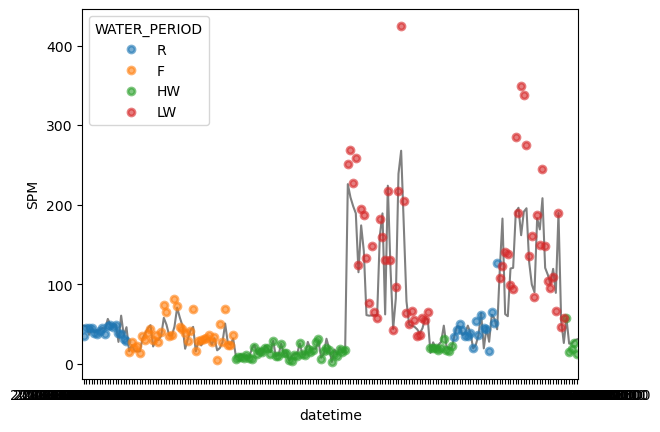 WATER_PERIOD
R
F
HW
LW
400
300
200
100
0
SPM
datetime